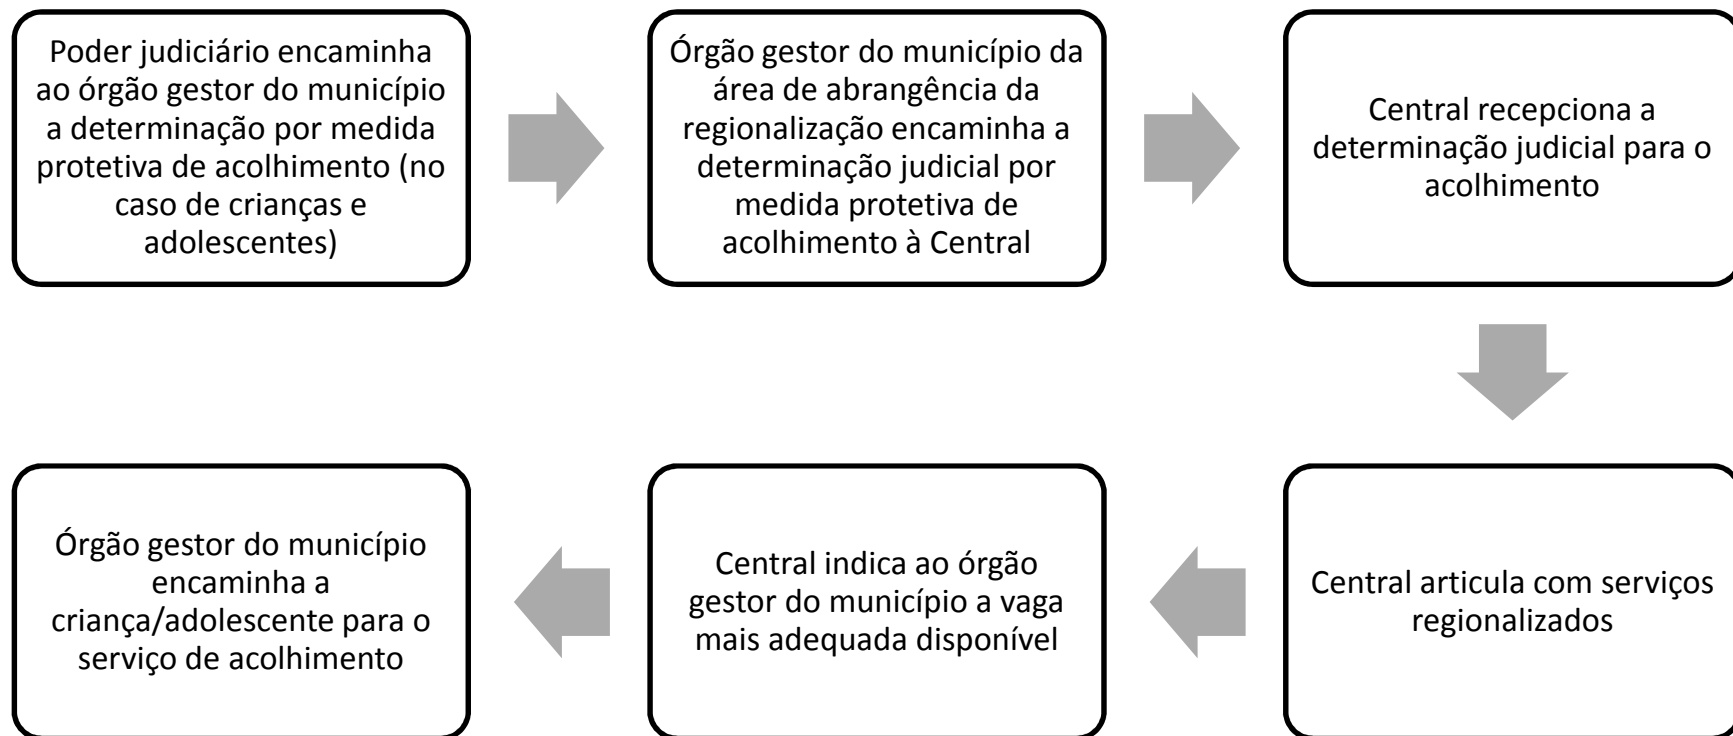 Poder judiciário encaminha
ao órgão gestor do município
a determinação por medida
protetiva de acolhimento (no
caso de crianças e
adolescentes)
Órgão gestor do município da
área de abrangência da
regionalização encaminha a
determinação judicial por
medida protetiva de
acolhimento à Central
Central recepciona a
determinação judicial para o
acolhimento
Central articula com serviços
regionalizados
Central indica ao órgão
gestor do município a vaga
mais adequada disponível
Órgão gestor do município
encaminha a
criança/adolescente para o
serviço de acolhimento